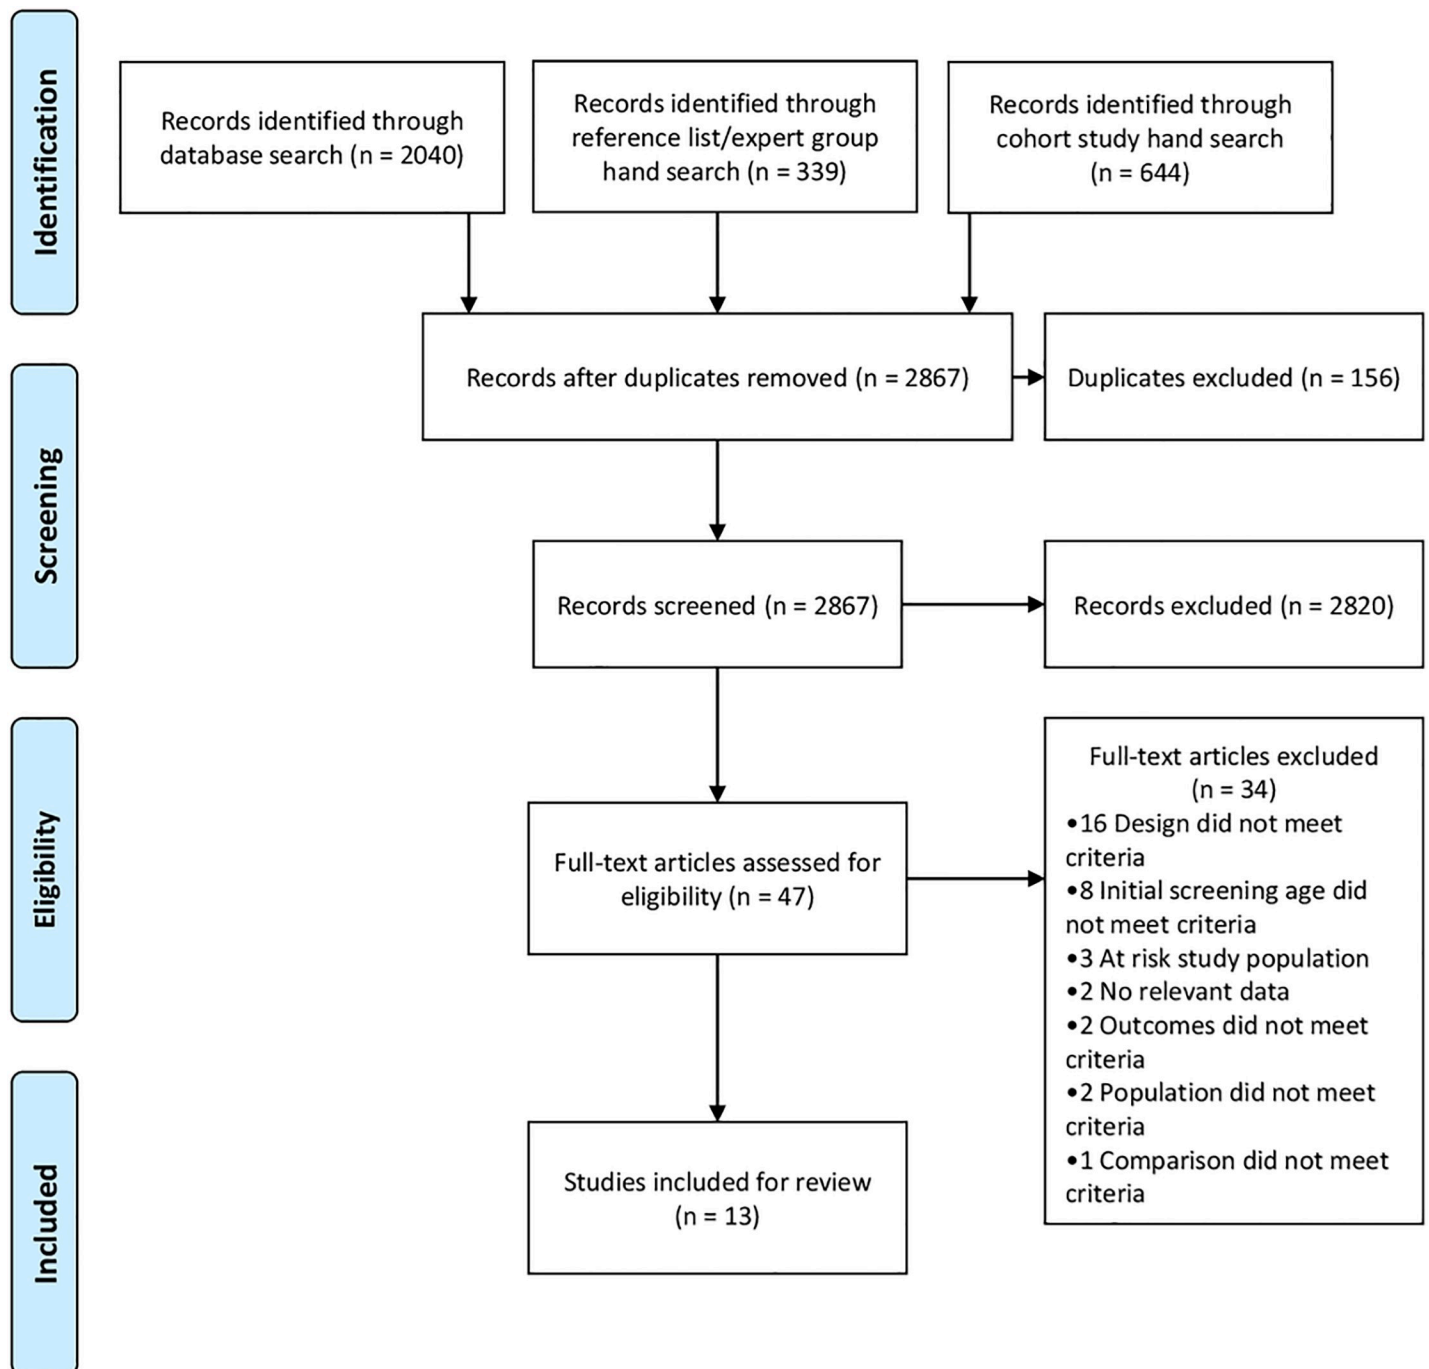 Identification
Records identified through
database search (n = 2040)
Records identified through
reference list/expert group
hand search (n = 339)
Records identified through
cohort study hand search
(n = 644)
Records after duplicates removed (n = 2867)
Duplicates excluded (n = 156)
Screening
Records screened (n = 2867)
Records excluded (n = 2820)
Eligibility
Full-text articles assessed for
eligibility (n = 47)
Full-text articles excluded
(n = 34)
•16 Design did not meet
criteria
•8 Initial screening age did
not meet criteria
•3 At risk study population
•2 No relevant data
•2 Outcomes did not meet
criteria
•2 Population did not meet
criteria
•1 Comparison did not meet
criteria
Included
Studies included for review
(n = 13)